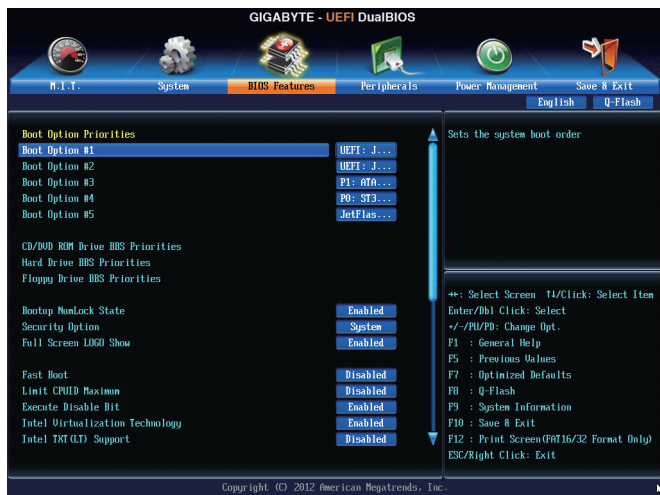 GIGABYTE - UEFI DualBIOS
M.I.T. System BIOS Features Peripherals Power Management Save & Exit
English Q-Flash
Boot Option Priorities
Sets the system boot order
Boot Option #1 UEFI: J...
Boot Option #2 UEFI: J...
Boot Option #3 P1: ATA...
Boot Option #4 P0: ST3...
Boot Option #5 JetFlas...
CD/DVD ROM Drive BBS Priorities
Hard Drive BBS Priorities
Floppy Drive BBS Priorities
Bootup NumLock State Enabled
Security Option System
Full Screen LOGO Show Enabled
Fast Boot Disabled
Limit CPUID Maximum Disabled
Execute Disable Bit Enabled
Intel Virtualization Technology Enabled
Intel TXT(LT) Support Disabled
→←: Select Screen ↑↓/Click: Select Item
Enter/Dbl Click: Select
+/-/PU/PD: Change Opt.
F1 : General Help
F5 : Previous Values
F7 : Optimized Defaults
F8 : Q-Flash
F9 : System Information
F10 : Save & Exit
F12 : Print Screen(FAT16/32 Format Only)
ESC/Right Click: Exit
Copyright (C) 2012 American Megatrends, Inc.